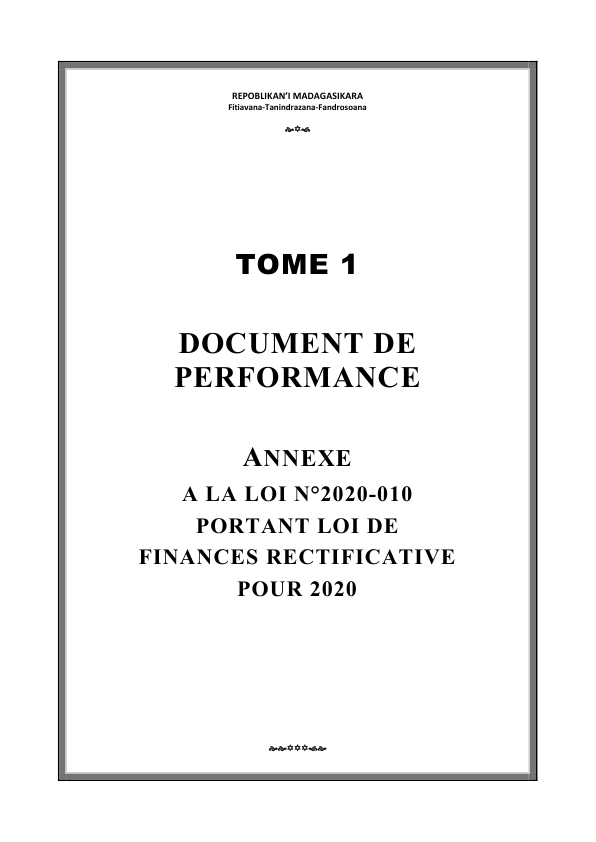 REPOBLIKAN'I MADAGASIKARA
Fitiavana-Tanindrazana-Fandrosoana
TOME 1
DOCUMENT DE
PERFORMANCE
ANNEXE
A LA LOI N°2020-010
PORTANT LOI DE
FINANCES RECTIFICATIVE
POUR 2020